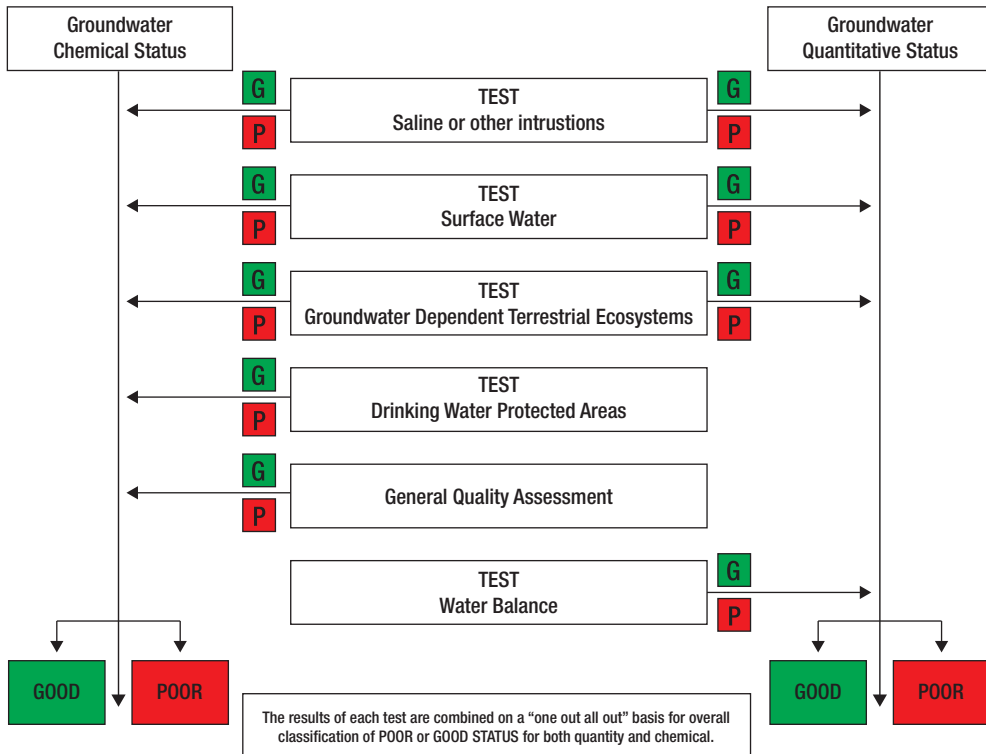 Groundwater
Chemical Status
Groundwater
Quantitative Status
G
P
TEST
Saline or other intrustions
G
P
G
P
TEST
Surface Water
G
P
G
P
TEST
Groundwater Dependent Terrestrial Ecosystems
G
P
G
P
TEST
Drinking Water Protected Areas
G
P
General Quality Assessment
TEST
Water Balance
G
P
GOOD
POOR
GOOD
POOR
The results of each test are combined on a “one out all out” basis for overall
classification of POOR or GOOD STATUS for both quantity and chemical.